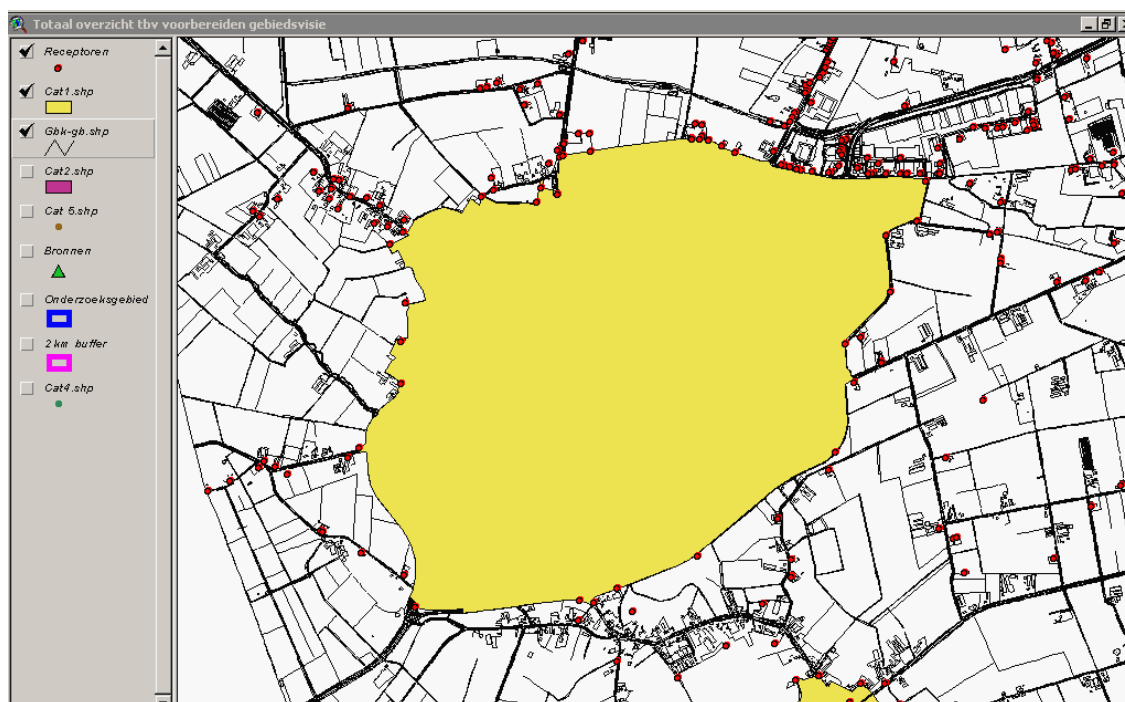 Totaal overzicht tbv voorbereiden gebiedsvisie
Receptoren
Cat1.shp
Gbk-gb.shp
Cat2.shp
Cat 5.shp
Bronnen
Onderzoeksgebied
2 km buffer
Cat4.shp